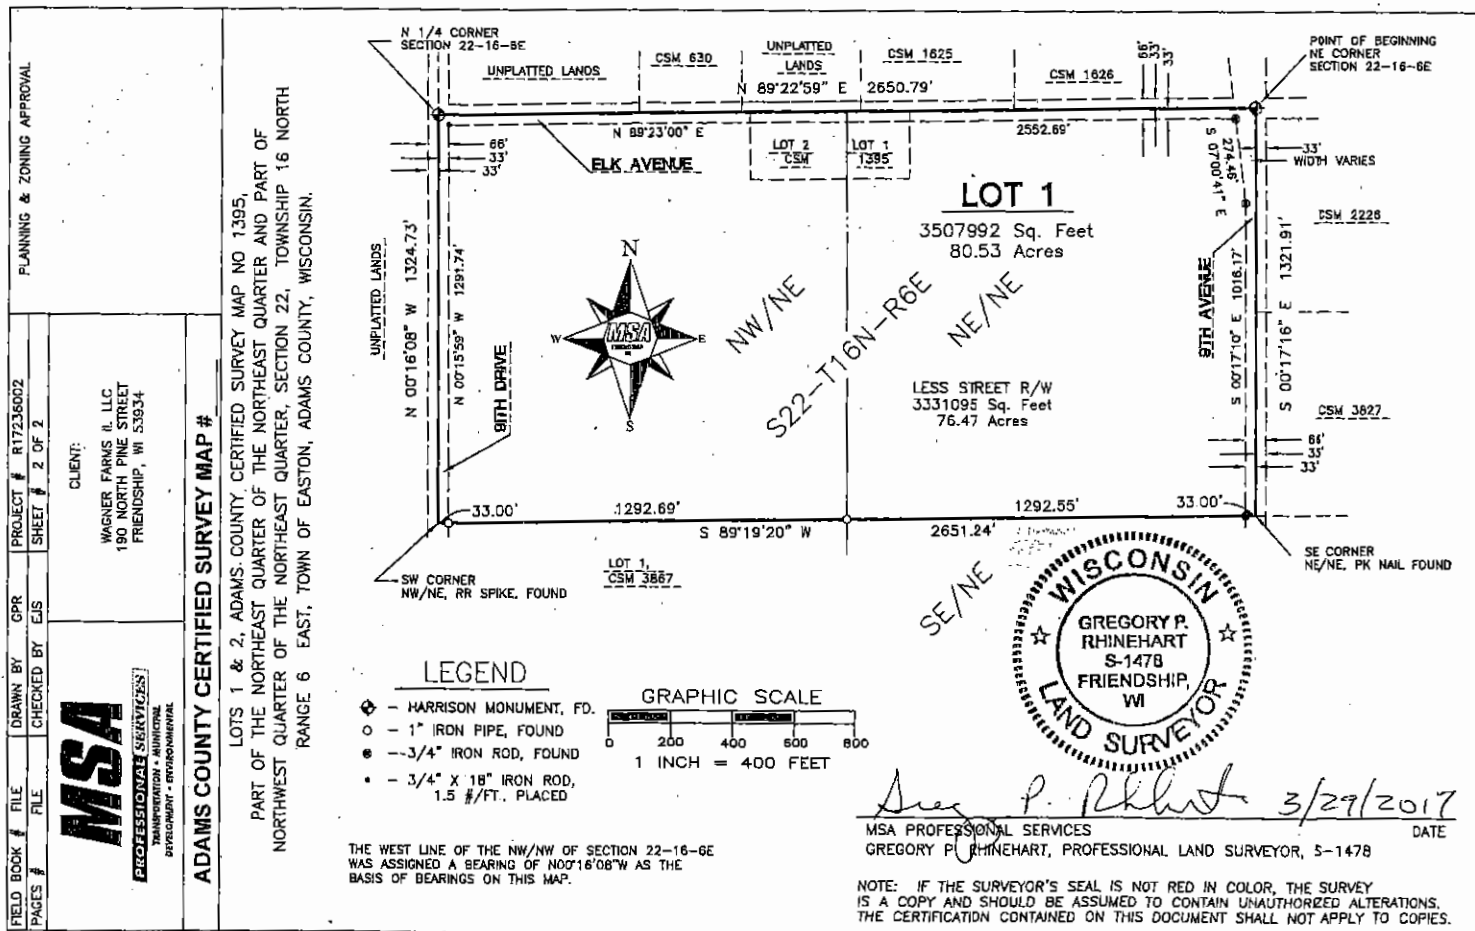 PLANNING & ZONING APPROVAL
PROJECT # R17236002
SHEET # 2 OF 2
DRAWN BY GPR
CHECKED BY EJS
FIELD BOOK FILE
PAGES FILE
CLIENT:
WAGNER FARMS II, LLC
190 NORTH PINE STREET
FRIENDSHIP, WI 53934
MSA
PROFESSIONAL SERVICES
TRANSPORTATION • MUNICIPAL
DEVELOPMENT • ENVIRONMENTAL
ADAMS COUNTY CERTIFIED SURVEY MAP #
LOTS 1 & 2, ADAMS COUNTY CERTIFIED SURVEY MAP NO 1395,
PART OF THE NORTHEAST QUARTER OF THE NORTHEAST QUARTER AND PART OF
NORTHWEST QUARTER OF THE NORTHEAST QUARTER, SECTION 22, TOWNSHIP 16 NORTH
RANGE 6 EAST, TOWN OF EASTON, ADAMS COUNTY, WISCONSIN.
N 1/4 CORNER
SECTION 22-16-6E
UNPLATTED LANDS
CSM 630
UNPLATTED
LANDS
CSM 1625
CSM 1626
66'
33'
33'
POINT OF BEGINNING
NE CORNER
SECTION 22-16-6E
N 89°22'59" E 2650.79'
N 89°23'00" E
2552.69'
66'
33'
33'
ELK AVENUE
LOT 2
CSM
LOT 1
1395
LOT 1
3507992 Sq. Feet
80.53 Acres
274.46'
S 07°00'41" E
33'
WIDTH VARIES
CSM 2226
UNPLATTED LANDS
N 00°16'08" W 1324.73'
N 00°15'59" W 1291.74'
9TH DRIVE
N
W
E
S
MSA
NW/NE
S22-T16N-R6E
NE/NE
9TH AVENUE
S 00°17'10" E 1016.17'
S 00°17'16" E 1321.91'
LESS STREET R/W
3331095 Sq. Feet
76.47 Acres
CSM 3827
66'
33'
33'
33.00'
1292.69'
1292.55'
33.00'
S 89°19'20" W
2651.24'
SW CORNER
NW/NE, RR SPIKE, FOUND
LOT 1,
CSM 3867
SE/NE
SE CORNER
NE/NE, PK NAIL FOUND
WISCONSIN
GREGORY P.
RHINEHART
S-1478
FRIENDSHIP,
WI
LAND SURVEYOR
LEGEND
- HARRISON MONUMENT, FD.
- 1" IRON PIPE, FOUND
- 3/4" IRON ROD, FOUND
- 3/4" X 18" IRON ROD,
1.5 #/FT., PLACED
GRAPHIC SCALE
0 200 400 600 800
1 INCH = 400 FEET
THE WEST LINE OF THE NW/NW OF SECTION 22-16-6E
WAS ASSIGNED A BEARING OF N00°16'08"W AS THE
BASIS OF BEARINGS ON THIS MAP.
3/29/2017
MSA PROFESSIONAL SERVICES
DATE
GREGORY P. RHINEHART, PROFESSIONAL LAND SURVEYOR, S-1478
NOTE: IF THE SURVEYOR'S SEAL IS NOT RED IN COLOR, THE SURVEY
IS A COPY AND SHOULD BE ASSUMED TO CONTAIN UNAUTHORIZED ALTERATIONS.
THE CERTIFICATION CONTAINED ON THIS DOCUMENT SHALL NOT APPLY TO COPIES.